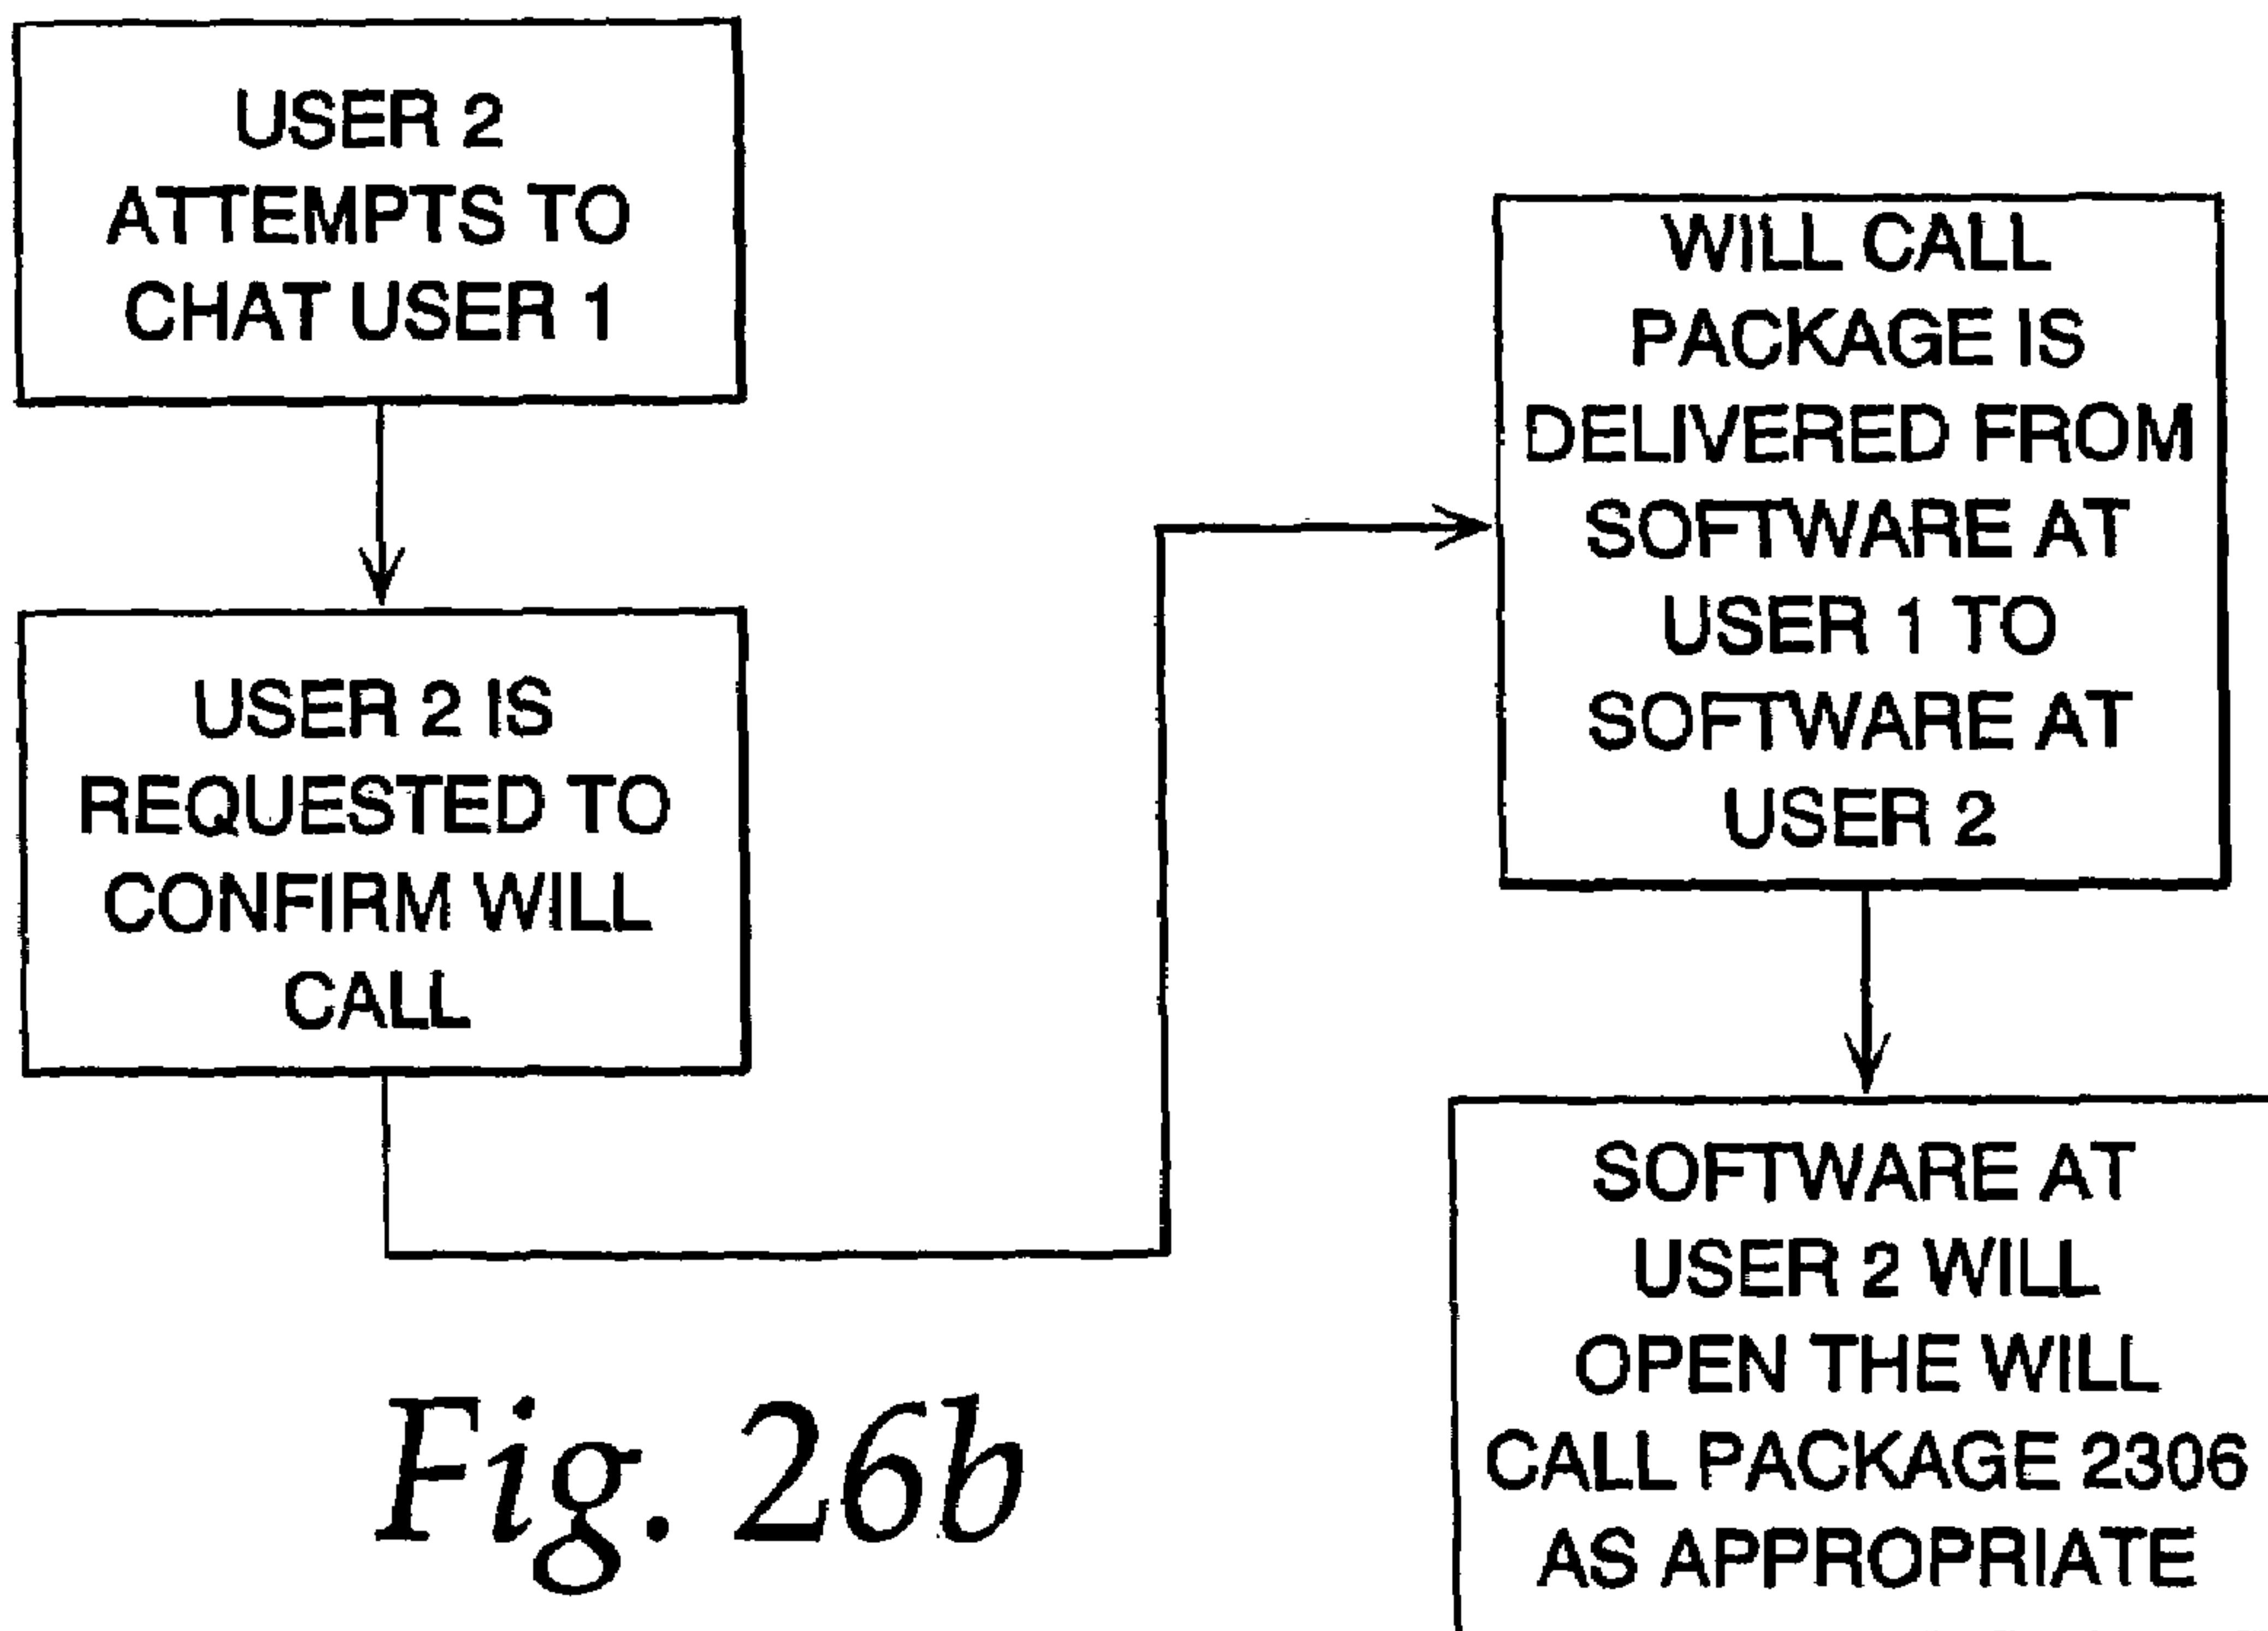 USER 2
ATTEMPTS TO
CHAT USER 1
USER 2 IS
REQUESTED TO
CONFIRM WILL
CALL
WILL CALL
PACKAGE IS
DELIVERED FROM
SOFTWARE AT
USER 1 TO
SOFTWARE AT
USER 2
SOFTWARE AT
USER 2 WILL
OPEN THE WILL
CALL PACKAGE 2306
AS APPROPRIATE
Fig. 26b